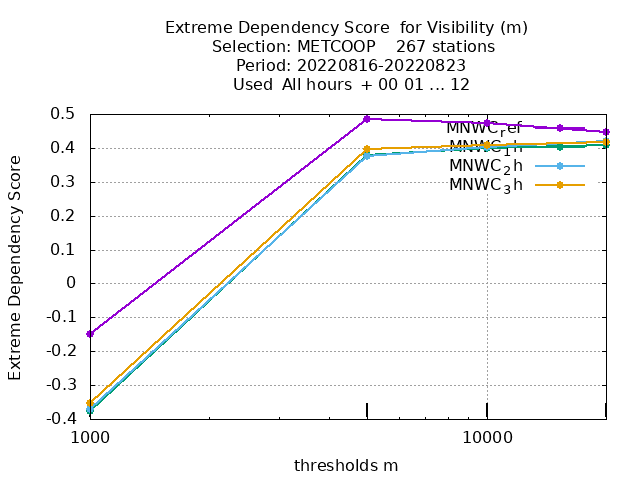 Extreme Dependency Score  for Visibility (m)
Selection: METCOOP    267 stations
Period: 20220816-20220823
Used  All hours  + 00 01 ... 12
0.5
0.4
0.3
0.2
0.1
0
-0.1
-0.2
-0.3
-0.4
Extreme Dependency Score
MNWCref
MNWC1h
MNWC2h
MNWC3h
1000
10000
thresholds m